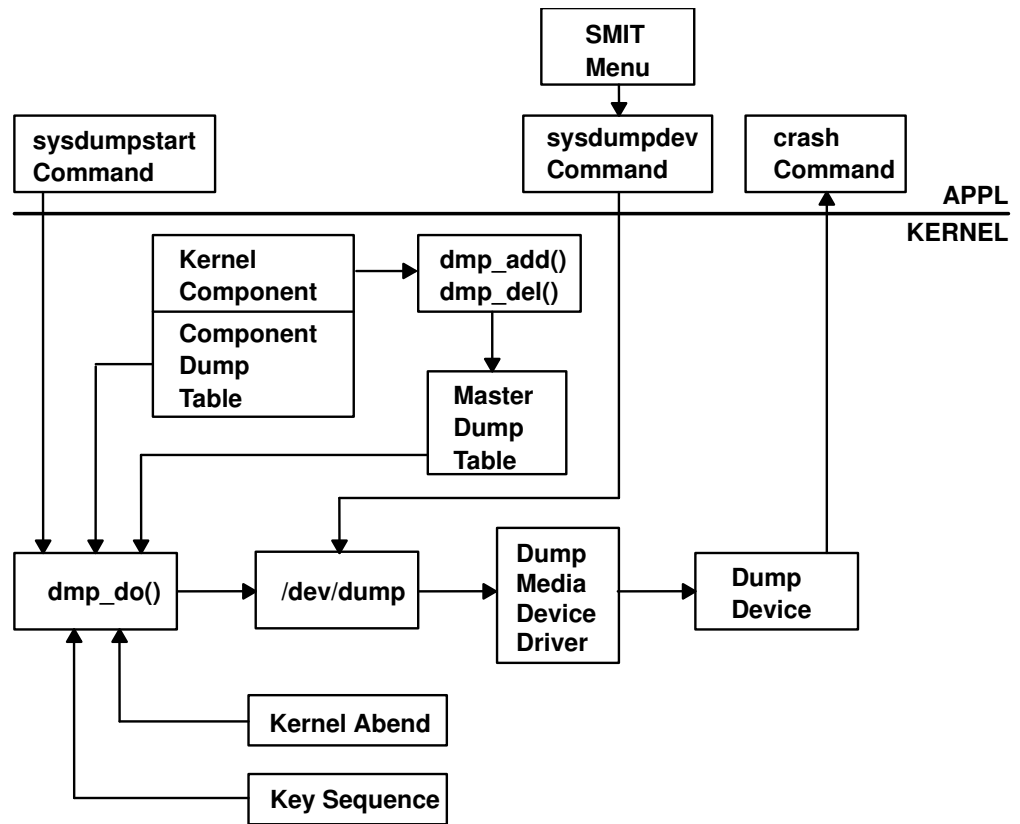 SMIT
Menu
sysdumpstart
Command
sysdumpdev
Command
crash
Command
APPL
KERNEL
Kernel
Component
dmp_add()
dmp_del()
Component
Dump
Table
Master
Dump
Table
dmp_do()
/dev/dump
Dump
Media
Device
Driver
Dump
Device
Kernel Abend
Key Sequence